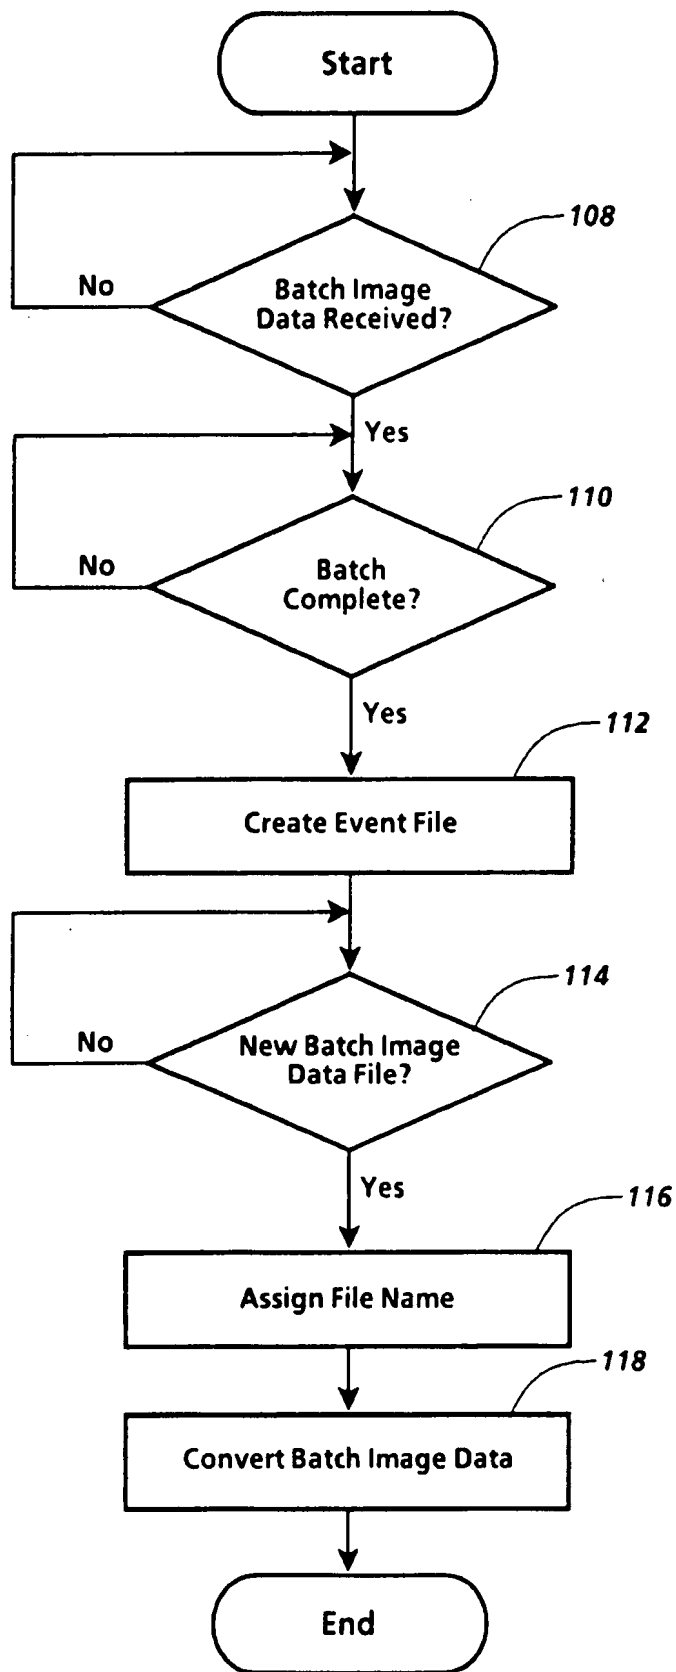 Start
108
No
Batch Image
Data Received?
Yes
110
No
Batch
Complete?
Yes
112
Create Event File
114
No
New Batch Image
Data File?
Yes
116
Assign File Name
118
Convert Batch Image Data
End